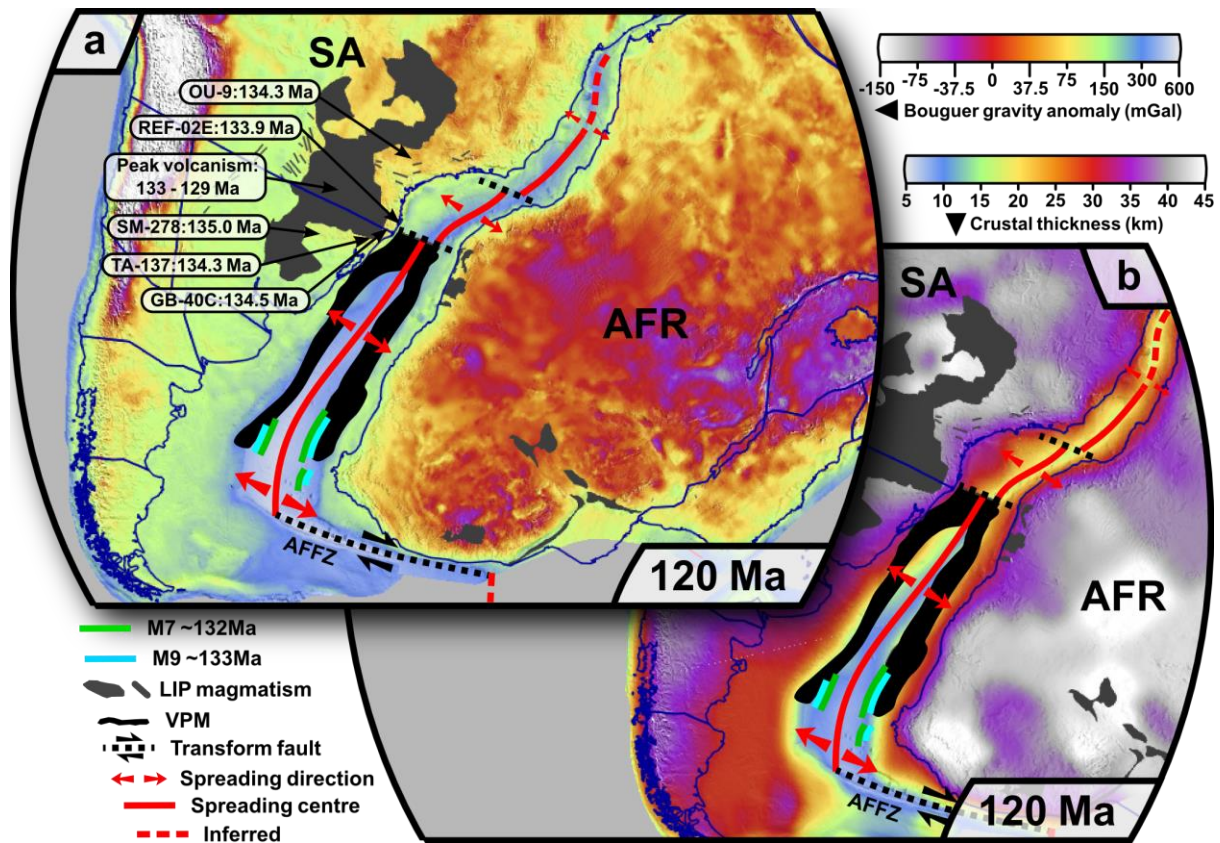 a
SA
OU-9:134.3 Ma
REF-02E:133.9 Ma
Peak volcanism:
133 - 129 Ma
SM-278:135.0 Ma
TA-137:134.3 Ma
GB-40C:134.5 Ma
AFR
AFFZ
120 Ma
-150 -75 -37.5 0 37.5 75 150 300 600
Bouguer gravity anomaly (mGal)
5 10 15 20 25 30 35 40 45
Crustal thickness (km)
b
SA
AFR
AFFZ
120 Ma
M7 ~132Ma
M9 ~133Ma
LIP magmatism
VPM
Transform fault
Spreading direction
Spreading centre
Inferred